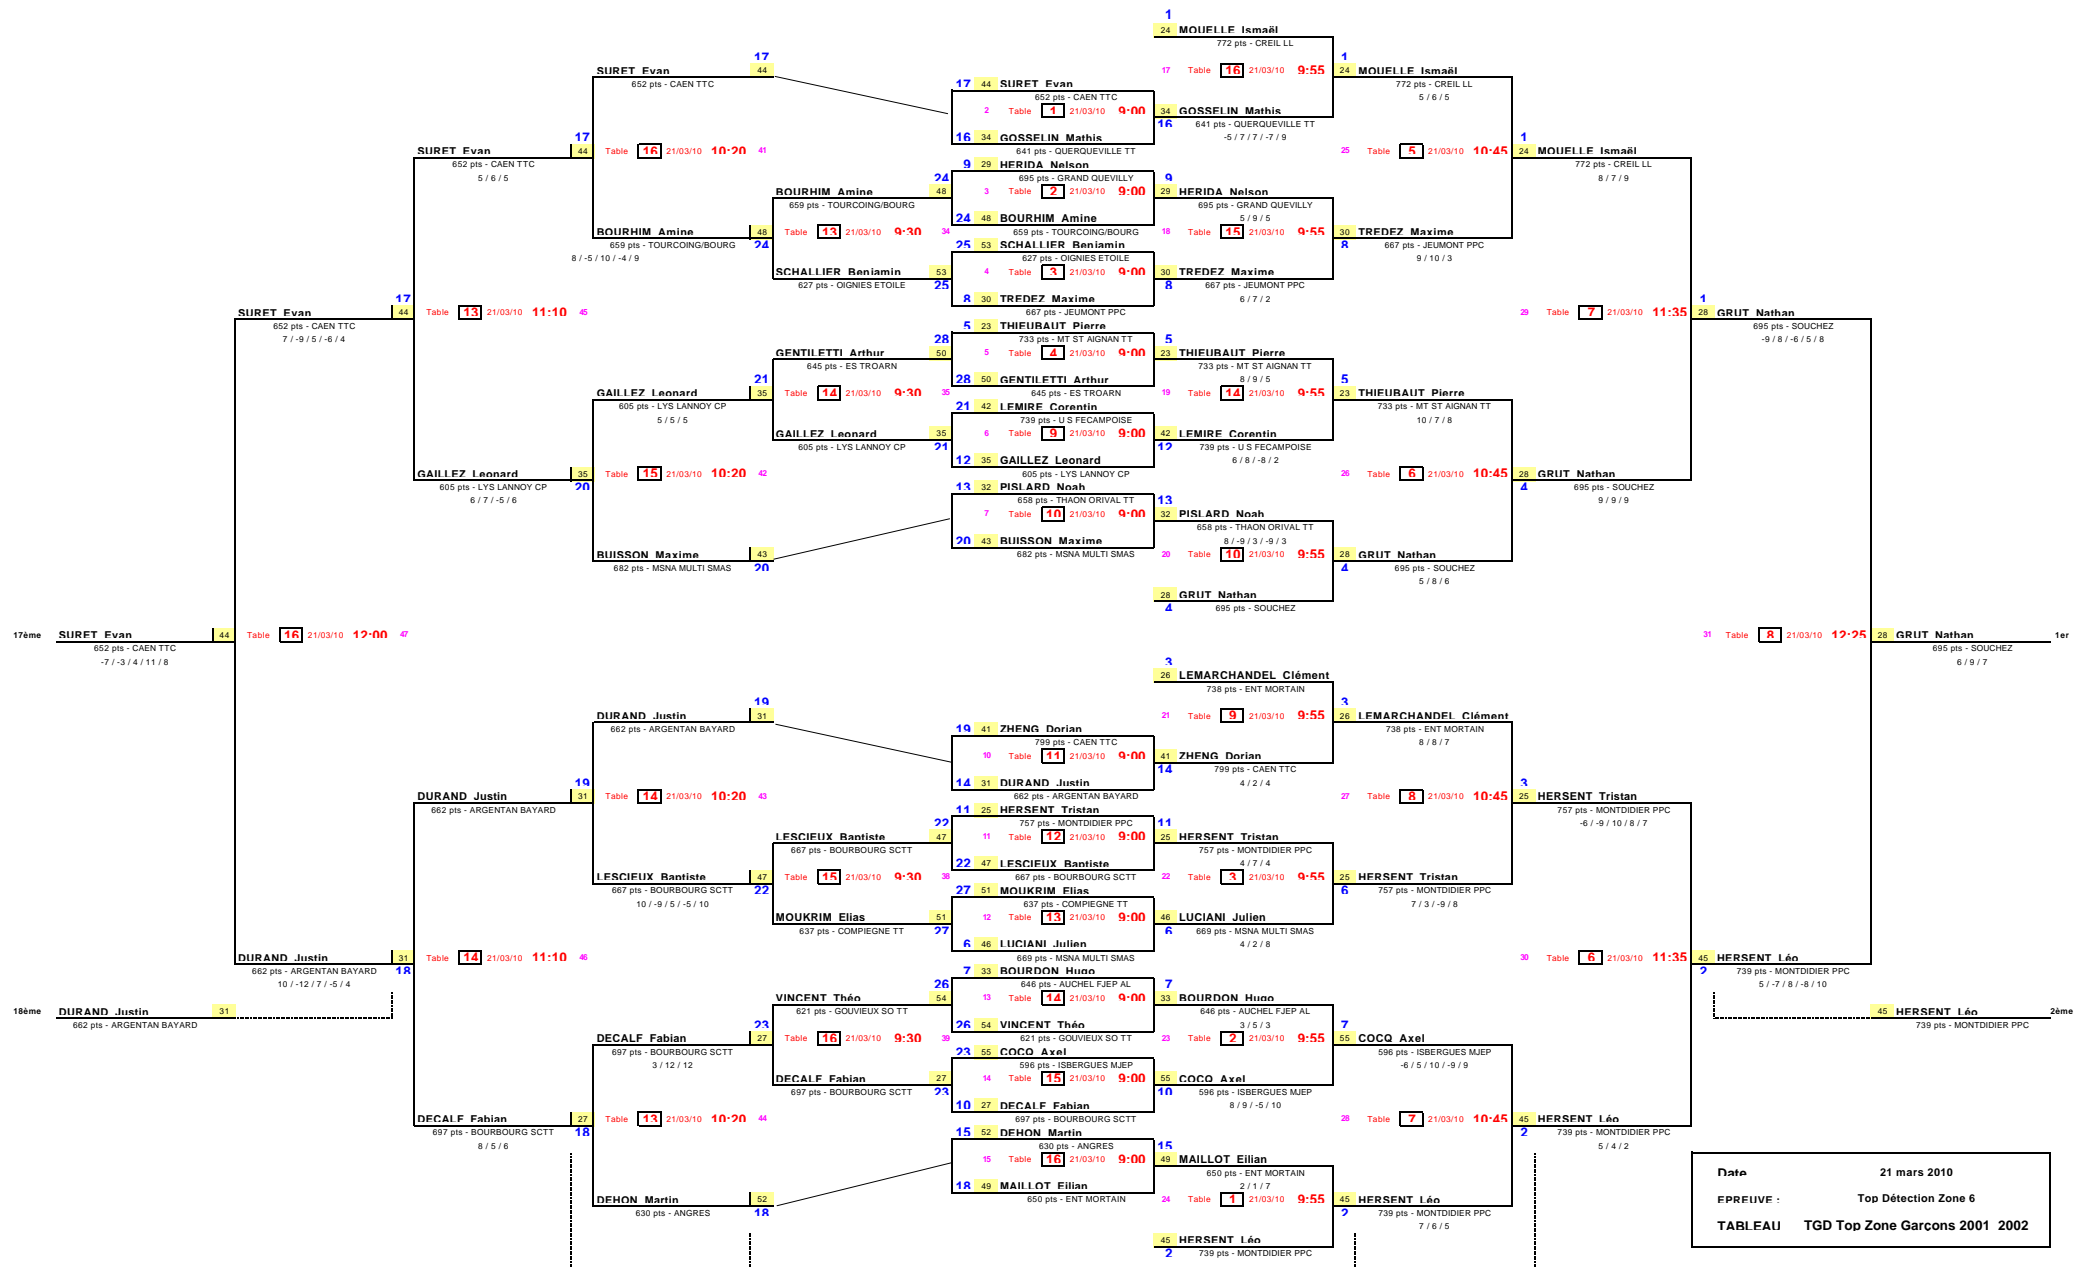 1
24 MOUELLE Ismaël
772 pts - CREIL LL
17 1
SURET Evan 44 17 Table 16 21/03/10 9:55 24 MOUELLE Ismaël
652 pts - CAEN TTC 17 44 SURET Evan 772 pts - CREIL LL
652 pts - CAEN TTC 5 / 6 / 5
2 Table 1 21/03/10 9:00 34 GOSSELIN Mathis
17 16 34 GOSSELIN Mathis 16 641 pts - QUERQUEVILLE TT 1
-5 / 7 / 7 / -7 / 9
SURET Evan 44 Table 16 21/03/10 10:20 41 641 pts - QUERQUEVILLE TT 25 Table 5 21/03/10 10:45 24 MOUELLE Ismaël
652 pts - CAEN TTC 9 29 HERIDA Nelson 772 pts - CREIL LL
5 / 6 / 5 24 695 pts - GRAND QUEVILLY 9 8 / 7 / 9
BOURHIM Amine 48 3 Table 2 21/03/10 9:00 29 HERIDA Nelson
659 pts - TOURCOING/BOURG 695 pts - GRAND QUEVILLY
24 48 BOURHIM Amine 5 / 9 / 5
BOURHIM Amine 48 Table 13 21/03/10 9:30 34 659 pts - TOURCOING/BOURG 18 Table 15 21/03/10 9:55 30 TREDEZ Maxime
659 pts - TOURCOING/BOURG 24 25 53 SCHALLIER Benjamin 8 667 pts - JEUMONT PPC
8 / -5 / 10 / -4 / 9 627 pts - OIGNIES ETOILE 9 / 10 / 3
SCHALLIER Benjamin 53 4 Table 3 21/03/10 9:00 30 TREDEZ Maxime
627 pts - OIGNIES ETOILE 25 8 667 pts - JEUMONT PPC
17 8 30 TREDEZ Maxime 6 / 7 / 2 1
SURET Evan 44 Table 13 21/03/10 11:10 45 667 pts - JEUMONT PPC 29 Table 7 21/03/10 11:35 28 GRUT Nathan
652 pts - CAEN TTC 5 23 THIEUBAUT Pierre 695 pts - SOUCHEZ
7 / -9 / 5 / -6 / 4 28 733 pts - MT ST AIGNAN TT 5 -9 / 8 / -6 / 5 / 8
GENTILETTI Arthur 50 5 Table 4 21/03/10 9:00 23 THIEUBAUT Pierre
645 pts - ES TROARN 733 pts - MT ST AIGNAN TT
21 28 50 GENTILETTI Arthur 8 / 9 / 5 5
GAILLEZ Leonard 35 Table 14 21/03/10 9:30 35 645 pts - ES TROARN 19 Table 14 21/03/10 9:55 23 THIEUBAUT Pierre
605 pts - LYS LANNOY CP 21 42 LEMIRE Corentin 733 pts - MT ST AIGNAN TT
5 / 5 / 5 739 pts - U S FECAMPOISE 10 / 7 / 8
GAILLEZ Leonard 35 6 Table 9 21/03/10 9:00 42 LEMIRE Corentin
605 pts - LYS LANNOY CP 21 12 739 pts - U S FECAMPOISE
12 35 GAILLEZ Leonard 6 / 8 / -8 / 2
GAILLEZ Leonard 35 Table 15 21/03/10 10:20 42 605 pts - LYS LANNOY CP 26 Table 6 21/03/10 10:45 28 GRUT Nathan
605 pts - LYS LANNOY CP 20 13 32 PISLARD Noah 4 695 pts - SOUCHEZ
6 / 7 / -5 / 6 658 pts - THAON ORIVAL TT 13 9 / 9 / 9
7 Table 10 21/03/10 9:00 32 PISLARD Noah
658 pts - THAON ORIVAL TT
20 43 BUISSON Maxime 8 / -9 / 3 / -9 / 3
BUISSON Maxime 43 682 pts - MSNA MULTI SMAS 20 Table 10 21/03/10 9:55 28 GRUT Nathan
682 pts - MSNA MULTI SMAS 20 4 695 pts - SOUCHEZ
5 / 8 / 6
28 GRUT Nathan
4 695 pts - SOUCHEZ
17ème SURET Evan 44 Table 16 21/03/10 12:00 47 31 Table 8 21/03/10 12:25 28 GRUT Nathan 1er
652 pts - CAEN TTC 695 pts - SOUCHEZ
-7 / -3 / 4 / 11 / 8 3 6 / 9 / 7
26 LEMARCHANDEL Clément
738 pts - ENT MORTAIN
19 3
DURAND Justin 31 21 Table 9 21/03/10 9:55 26 LEMARCHANDEL Clément
662 pts - ARGENTAN BAYARD 19 41 ZHENG Dorian 738 pts - ENT MORTAIN
799 pts - CAEN TTC 8 / 8 / 7
10 Table 11 21/03/10 9:00 41 ZHENG Dorian
14 799 pts - CAEN TTC
19 14 31 DURAND Justin 4 / 2 / 4 3
DURAND Justin 31 Table 14 21/03/10 10:20 43 662 pts - ARGENTAN BAYARD 27 Table 8 21/03/10 10:45 25 HERSENT Tristan
662 pts - ARGENTAN BAYARD 11 25 HERSENT Tristan 757 pts - MONTDIDIER PPC
22 757 pts - MONTDIDIER PPC 11 -6 / -9 / 10 / 8 / 7
LESCIEUX Baptiste 47 11 Table 12 21/03/10 9:00 25 HERSENT Tristan
667 pts - BOURBOURG SCTT 757 pts - MONTDIDIER PPC
22 47 LESCIEUX Baptiste 4 / 7 / 4
LESCIEUX Baptiste 47 Table 15 21/03/10 9:30 38 667 pts - BOURBOURG SCTT 22 Table 3 21/03/10 9:55 25 HERSENT Tristan
667 pts - BOURBOURG SCTT 22 27 51 MOUKRIM Elias 6 757 pts - MONTDIDIER PPC
10 / -9 / 5 / -5 / 10 637 pts - COMPIEGNE TT 7 / 3 / -9 / 8
MOUKRIM Elias 51 12 Table 13 21/03/10 9:00 46 LUCIANI Julien
637 pts - COMPIEGNE TT 27 6 669 pts - MSNA MULTI SMAS
6 46 LUCIANI Julien 4 / 2 / 8
DURAND Justin 31 Table 14 21/03/10 11:10 46 669 pts - MSNA MULTI SMAS 30 Table 6 21/03/10 11:35 45 HERSENT Léo
662 pts - ARGENTAN BAYARD 18 7 33 BOURDON Hugo 2 739 pts - MONTDIDIER PPC
10 / -12 / 7 / -5 / 4 26 646 pts - AUCHEL FJEP AL 7 5 / -7 / 8 / -8 / 10
VINCENT Théo 54 13 Table 14 21/03/10 9:00 33 BOURDON Hugo
18ème DURAND Justin 31 621 pts - GOUVIEUX SO TT 646 pts - AUCHEL FJEP AL 45 HERSENT Léo 2ème
662 pts - ARGENTAN BAYARD 23 26 54 VINCENT Théo 3 / 5 / 3 7 739 pts - MONTDIDIER PPC
DECALF Fabian 27 Table 16 21/03/10 9:30 39 621 pts - GOUVIEUX SO TT 23 Table 2 21/03/10 9:55 55 COCQ Axel
697 pts - BOURBOURG SCTT 23 55 COCQ Axel 596 pts - ISBERGUES MJEP
3 / 12 / 12 596 pts - ISBERGUES MJEP -6 / 5 / 10 / -9 / 9
DECALF Fabian 27 14 Table 15 21/03/10 9:00 55 COCQ Axel
697 pts - BOURBOURG SCTT 23 10 596 pts - ISBERGUES MJEP
10 27 DECALF Fabian 8 / 9 / -5 / 10
DECALF Fabian 27 Table 13 21/03/10 10:20 44 697 pts - BOURBOURG SCTT 28 Table 7 21/03/10 10:45 45 HERSENT Léo
697 pts - BOURBOURG SCTT 18 15 52 DEHON Martin 2 739 pts - MONTDIDIER PPC
8 / 5 / 6 630 pts - ANGRES 15 5 / 4 / 2
15 Table 16 21/03/10 9:00 49 MAILLOT Eilian
650 pts - ENT MORTAIN
18 49 MAILLOT Eilian 2 / 1 / 7
DEHON Martin 52 650 pts - ENT MORTAIN 24 Table 1 21/03/10 9:55 45 HERSENT Léo
630 pts - ANGRES 18 2 739 pts - MONTDIDIER PPC
7 / 6 / 5
45 HERSENT Léo
2 739 pts - MONTDIDIER PPC
Date 21 mars 2010
EPREUVE : Top Détection Zone 6
TABLEAU TGD Top Zone Garçons 2001 2002